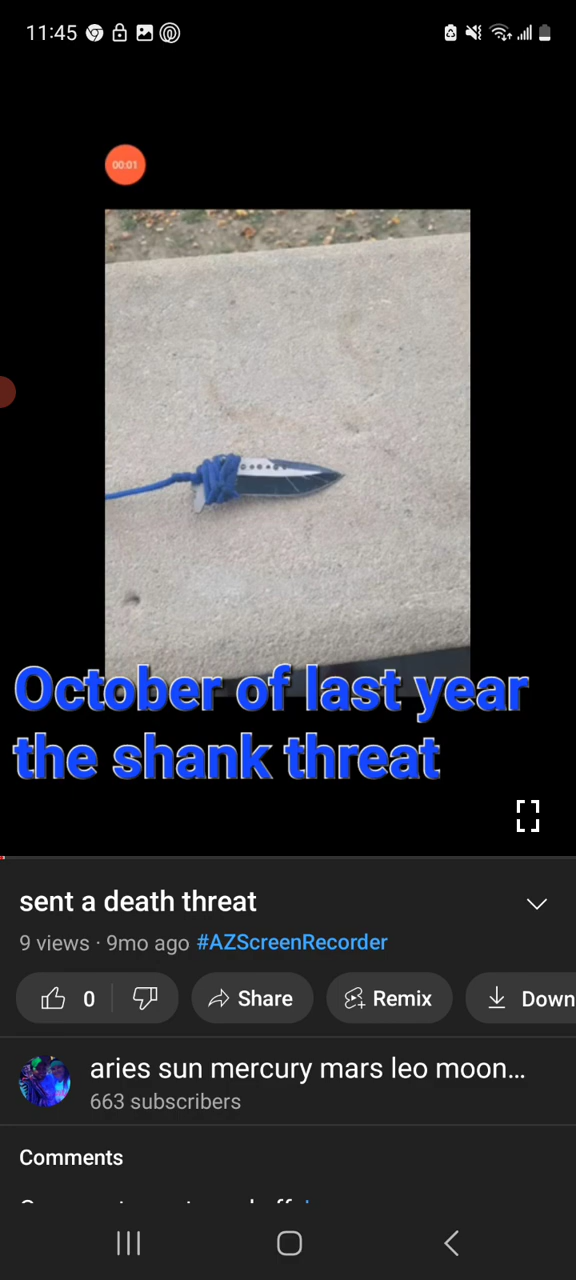 11:45
00:01
October of last year
the shank threat
sent a death threat
9 views · 9mo ago #AZScreenRecorder
0
Share
Remix
Down
aries sun mercury mars leo moon...
663 subscribers
Comments